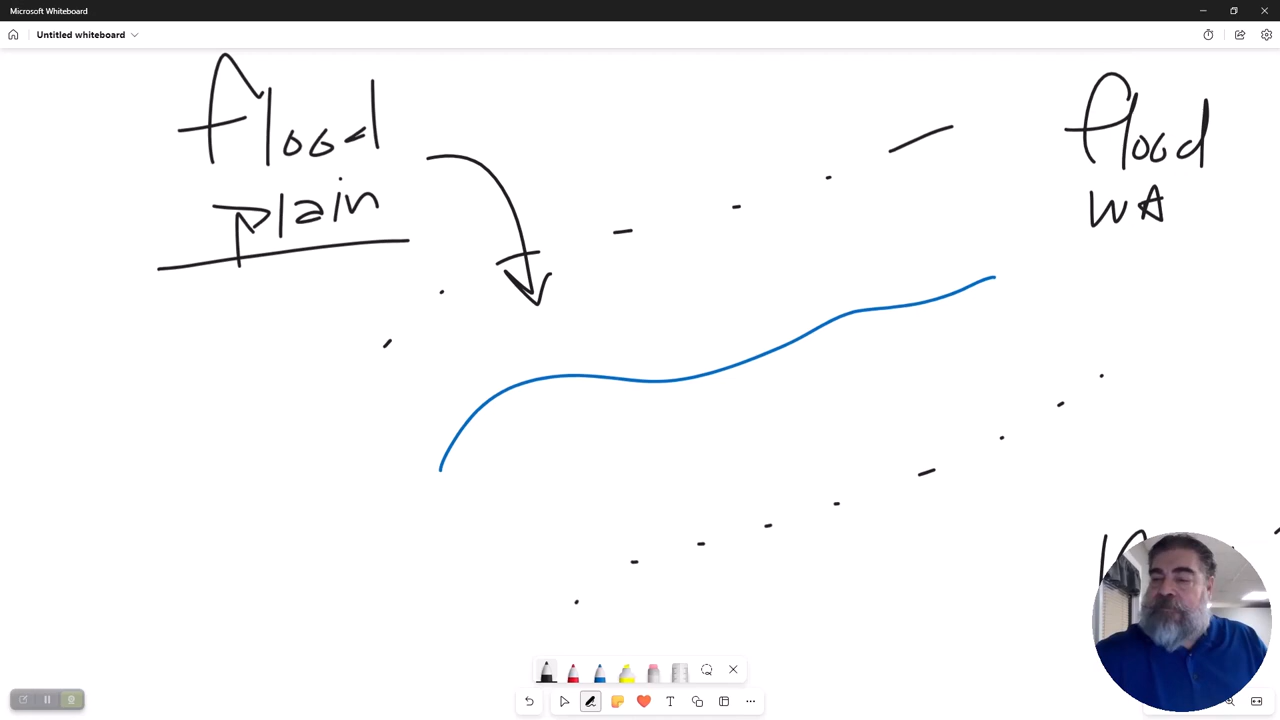 Microsoft Whiteboard
Untitled whiteboard
flood
plain
flood
WA